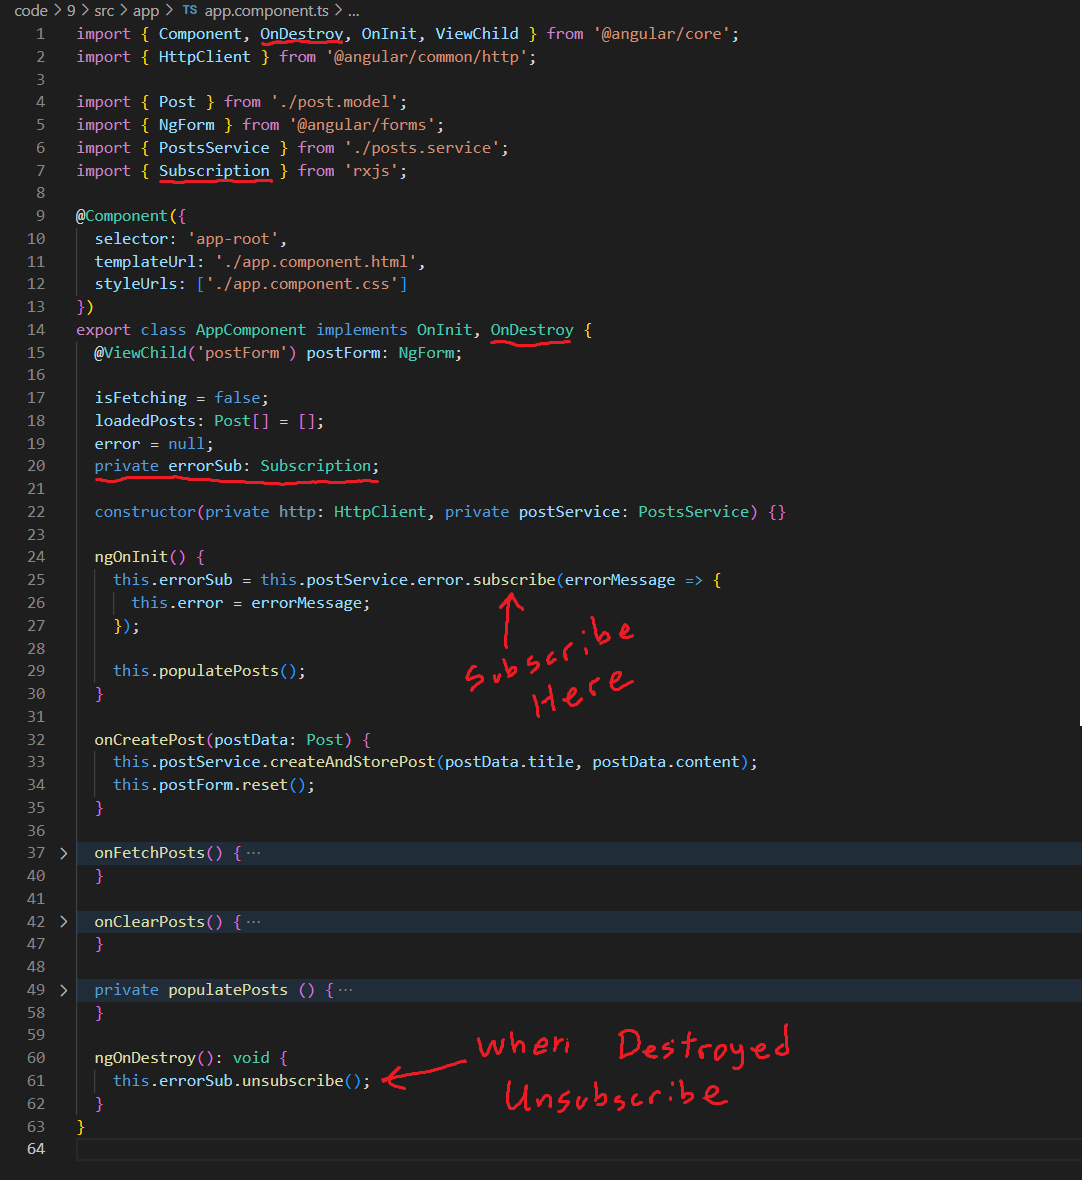 code > 9 > src > app > TS app.component.ts > ...
1 import { Component, OnDestroy, OnInit, ViewChild } from '@angular/core';
2 import { HttpClient } from '@angular/common/http';
3
4 import { Post } from './post.model';
5 import { NgForm } from '@angular/forms';
6 import { PostsService } from './posts.service';
7 import { Subscription } from 'rxjs';
8
9 @Component({
10   selector: 'app-root',
11   templateUrl: './app.component.html',
12   styleUrls: ['./app.component.css']
13 })
14 export class AppComponent implements OnInit, OnDestroy {
15   @ViewChild('postForm') postForm: NgForm;
16
17   isFetching = false;
18   loadedPosts: Post[] = [];
19   error = null;
20   private errorSub: Subscription;
21
22   constructor(private http: HttpClient, private postService: PostsService) {}
23
24   ngOnInit() {
25     this.errorSub = this.postService.error.subscribe(errorMessage => {
26       this.error = errorMessage;
27     });
28
Subscribe
29     this.populatePosts();
Here
30   }
31
32   onCreatePost(postData: Post) {
33     this.postService.createAndStorePost(postData.title, postData.content);
34     this.postForm.reset();
35   }
36
37 > onFetchPosts() { ...
40   }
41
42 > onClearPosts() { ...
47   }
48
49 > private populatePosts () { ...
58   }
59
When Destroyed
60   ngOnDestroy(): void {
61     this.errorSub.unsubscribe();
Unsubscribe
62   }
63 }
64